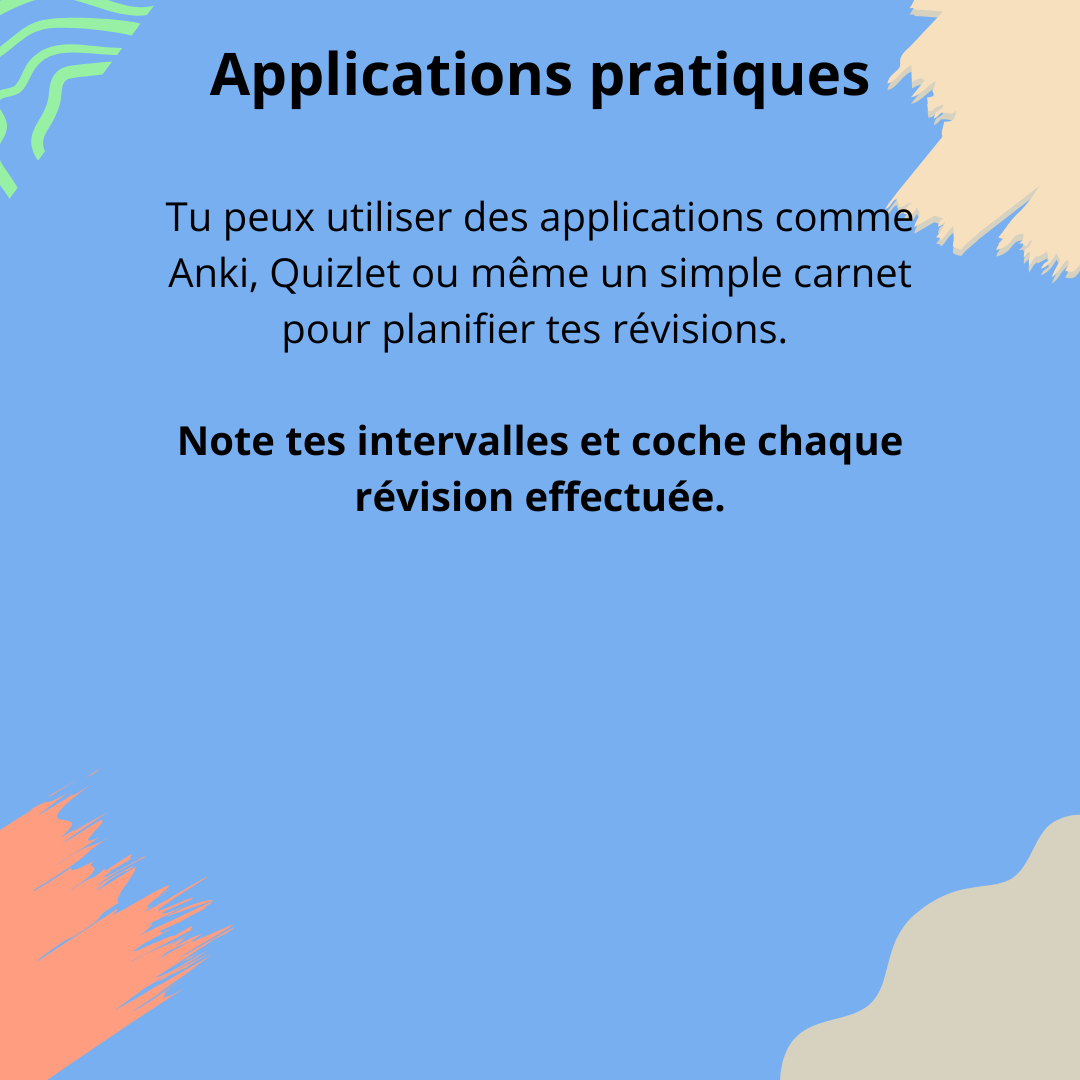 Applications pratiques
Tu peux utiliser des applications comme
Anki, Quizlet ou même un simple carnet
pour planifier tes révisions.
Note tes intervalles et coche chaque
révision effectuée.